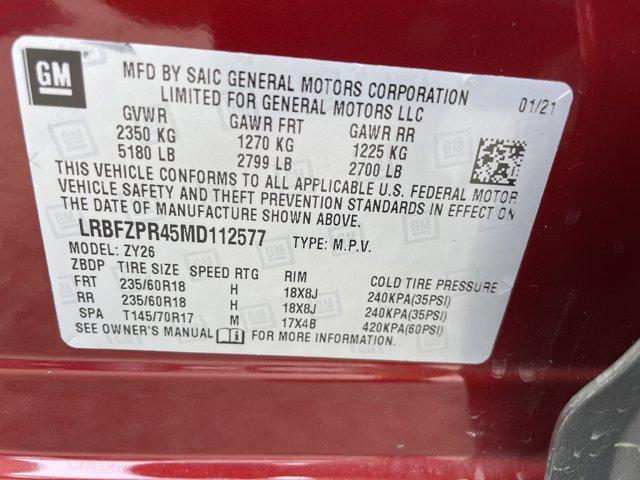 GM
MFD BY SAIC GENERAL MOTORS CORPORATION
LIMITED FOR GENERAL MOTORS LLC
01/21
GVWR GAWR FRT GAWR RR
2350 KG 1270 KG 1225 KG
5180 LB 2799 LB 2700 LB
THIS VEHICLE CONFORMS TO ALL APPLICABLE U.S. FEDERAL MOTOR
VEHICLE SAFETY AND THEFT PREVENTION STANDARDS IN EFFECT ON
THE DATE OF MANUFACTURE SHOWN ABOVE.
LRBFZPR45MD112577 TYPE: M.P.V.
MODEL: ZY26
ZBDP TIRE SIZE SPEED RTG RIM COLD TIRE PRESSURE
FRT 235/60R18 H 18X8J 240KPA(35PSI)
RR 235/60R18 H 18X8J 240KPA(35PSI)
SPA T145/70R17 M 17X4B 420KPA(60PSI)
SEE OWNER'S MANUAL FOR MORE INFORMATION.